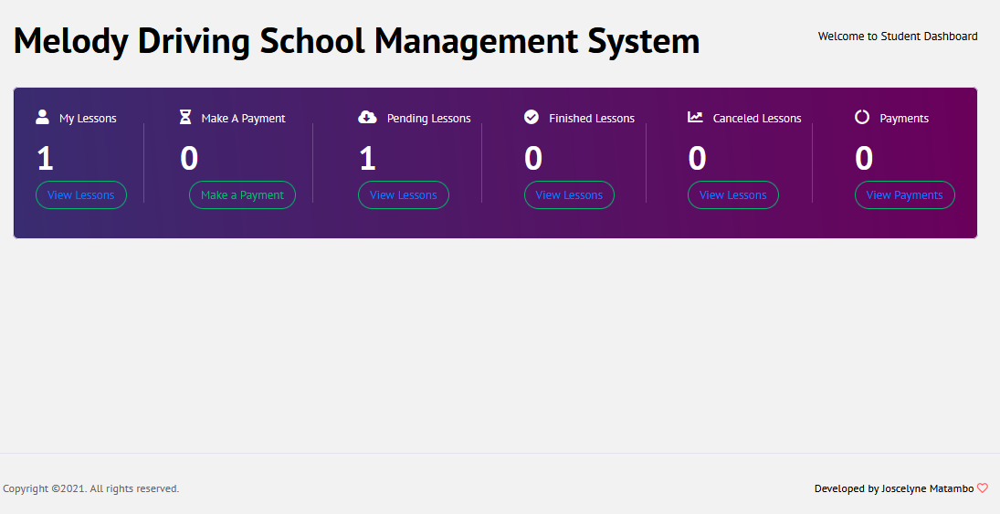 Melody Driving School Management System
Welcome to Student Dashboard
My Lessons
1
View Lessons
Make A Payment
0
Make a Payment
Pending Lessons
1
View Lessons
Finished Lessons
0
View Lessons
Canceled Lessons
0
View Lessons
Payments
0
View Payments
Copyright ©2021. All rights reserved.
Developed by Joscelyne Matambo